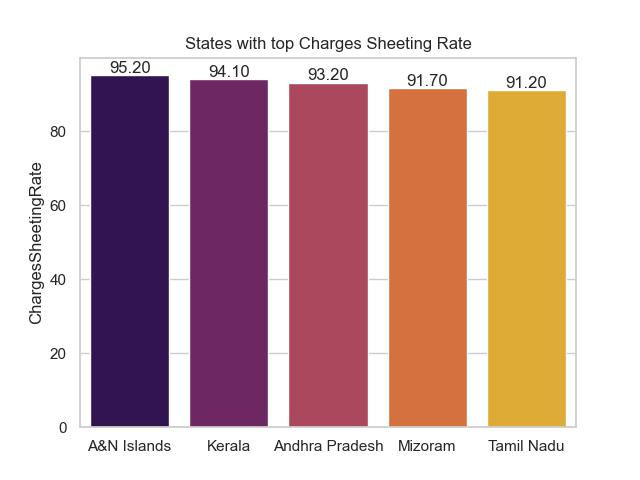 States with top Charges Sheeting Rate
95.20
94.10
93.20
91.70
91.20
ChargesSheetingRate
80
60
40
20
0
A&N Islands
Kerala
Andhra Pradesh
Mizoram
Tamil Nadu